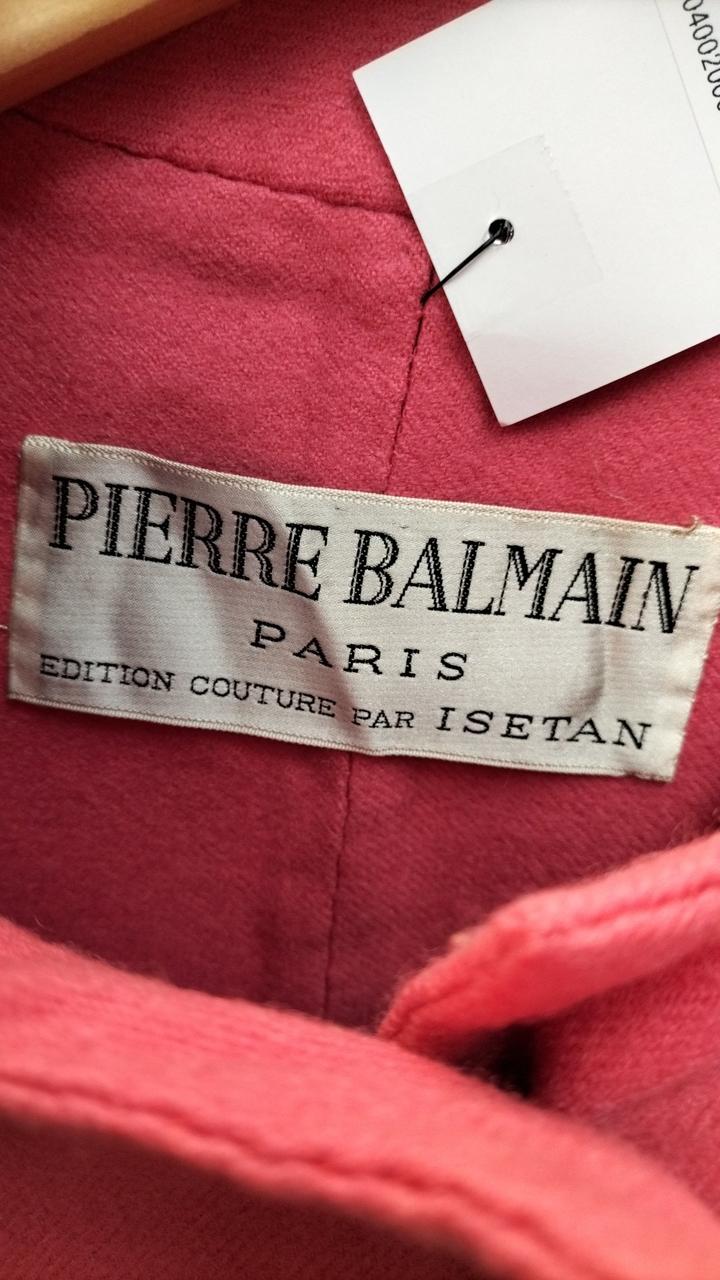 PIERRE BALMAIN
PARIS
EDITION COUTURE PAR ISETAN